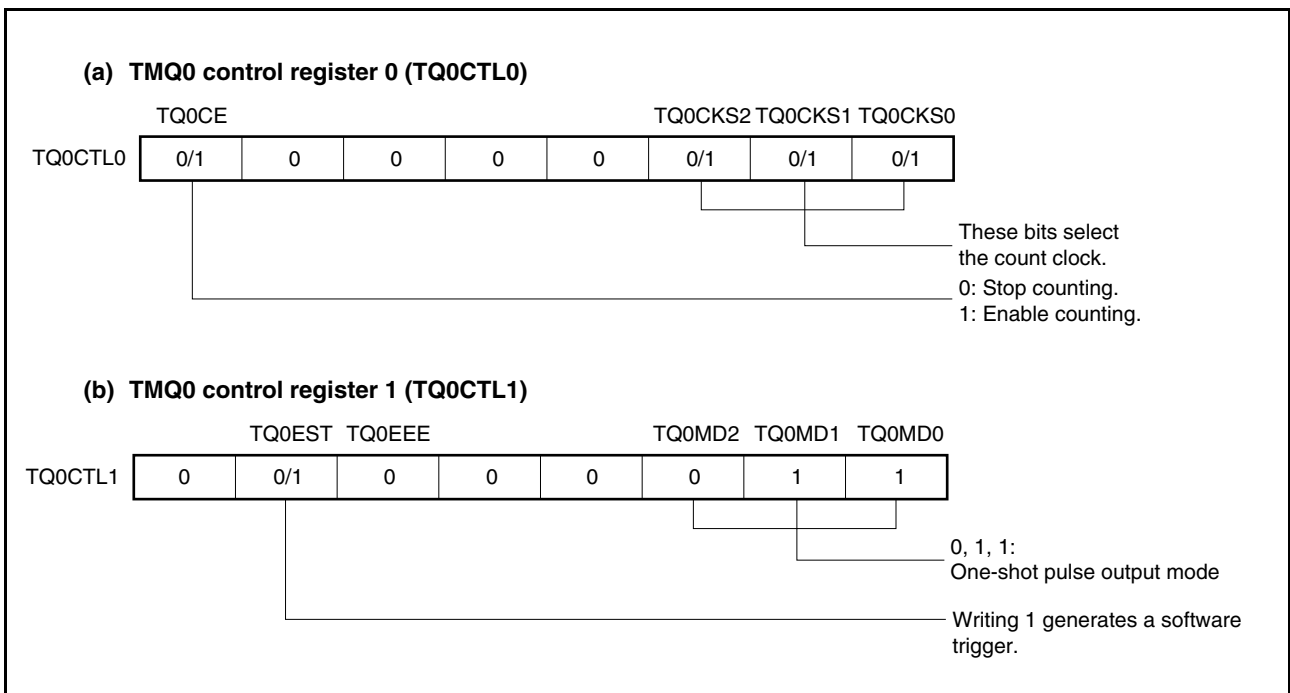 (a) TMQ0 control register 0 (TQ0CTL0)
TQ0CE TQ0CKS2 TQ0CKS1 TQ0CKS0
TQ0CTL0 0/1 0 0 0 0 0/1 0/1 0/1
These bits select
the count clock.
0: Stop counting.
1: Enable counting.
(b) TMQ0 control register 1 (TQ0CTL1)
TQ0EST TQ0EEE TQ0MD2 TQ0MD1 TQ0MD0
TQ0CTL1 0 0/1 0 0 0 0 1 1
0, 1, 1:
One-shot pulse output mode
Writing 1 generates a software
trigger.